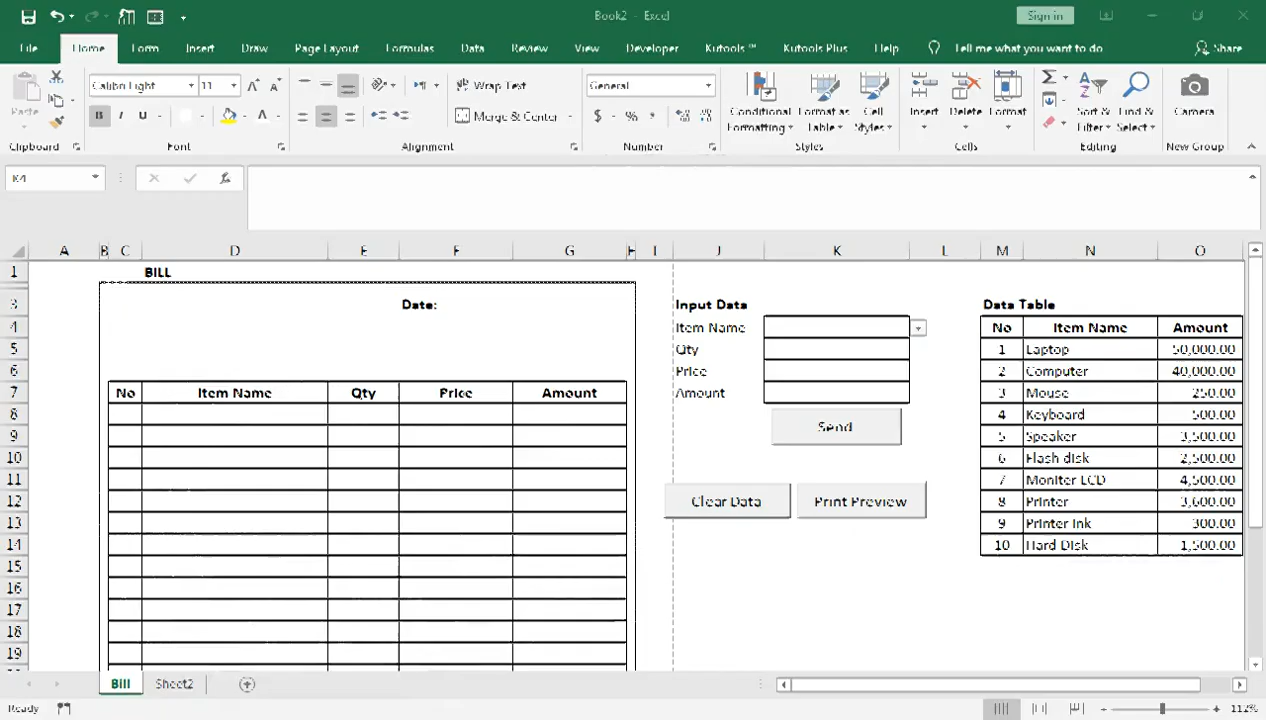 Book2 - Excel
Sign in
File Home Form Insert Draw Page Layout Formulas Data Review View Developer Kutools ™ Kutools Plus Help Tell me what you want to do Share
Paste
Calibri Light 11
B I U
Wrap Text
Merge & Center
General
$ %
Conditional Formatting
Format as Table
Cell Styles
Insert
Delete
Format
Sort & Filter
Find & Select
Camera
Clipboard Font Alignment Number Styles Cells Editing New Group
K4
A B C D E F G H I J K L M N O
1 BILL
3 Date: Input Data Data Table
4 Item Name No Item Name Amount
5 Qty 1 Laptop 50,000.00
6 Price 2 Computer 40,000.00
7 No Item Name Qty Price Amount Amount 3 Mouse 250.00
8 Send 4 Keyboard 500.00
9 5 Speaker 3,500.00
10 6 Flash disk 2,500.00
11 7 Moniter LCD 4,500.00
12 Clear Data Print Preview 8 Printer 3,600.00
13 9 Printer Ink 300.00
14 10 Hard Disk 1,500.00
15
16
17
18
19
Bill Sheet2
Ready 112%